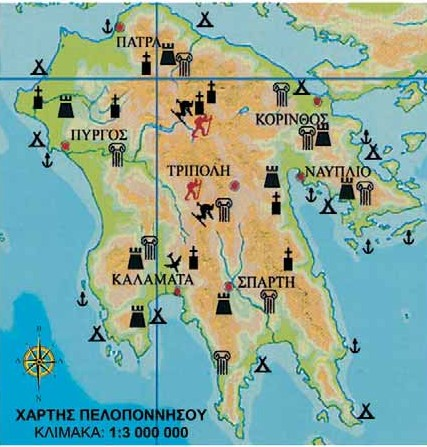 ΠΑΤΡΑ
ΚΟΡΙΝΘΟΣ
ΠΥΡΓΟΣ
ΤΡΙΠΟΛΗ
ΝΑΥΠΛΙΟ
ΚΑΛΑΜΑΤΑ
ΣΠΑΡΤΗ
ΧΑΡΤΗΣ ΠΕΛΟΠΟΝΝΗΣΟΥ
ΚΛΙΜΑΚΑ: 1:3 000 000